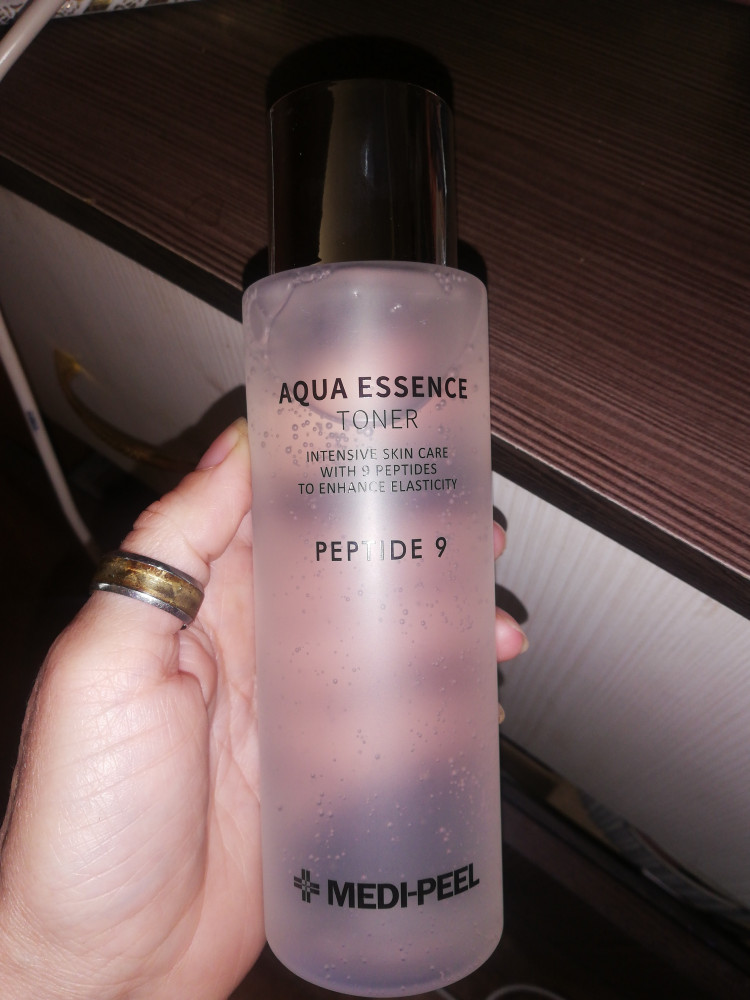 AQUA ESSENCE
TONER
INTENSIVE SKIN CARE
WITH 9 PEPTIDES
TO ENHANCE ELASTICITY
PEPTIDE 9
MEDI-PEEL